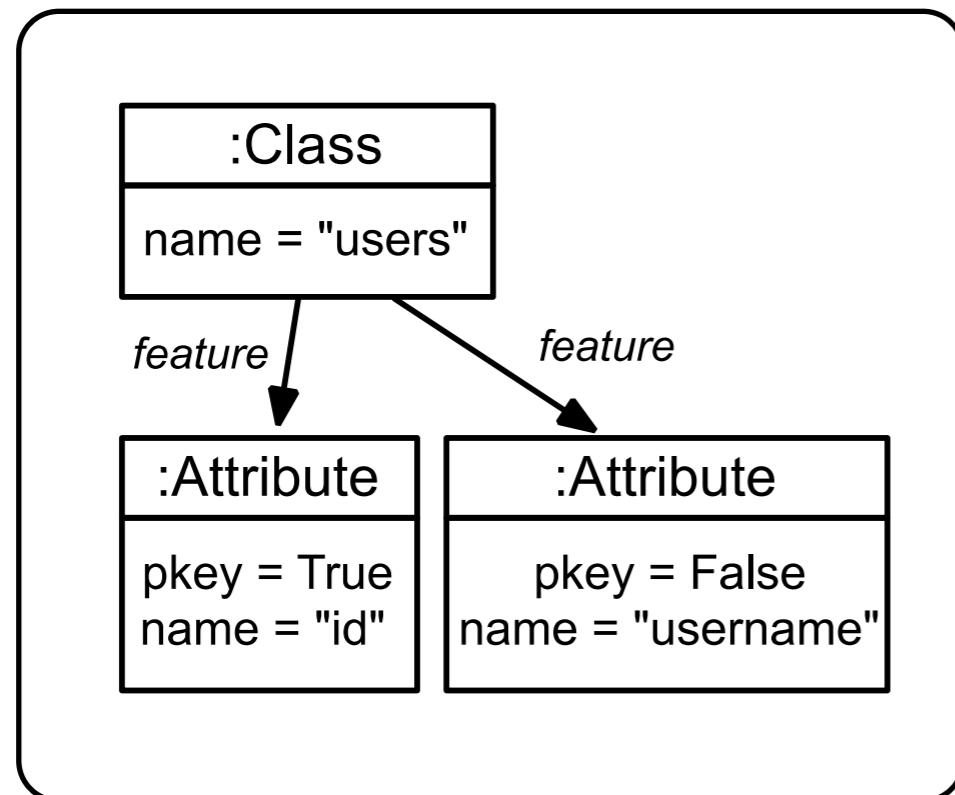 :Class
name = "users"
feature
feature
:Attribute
pkey = True
name = "id"
:Attribute
pkey = False
name = "username"